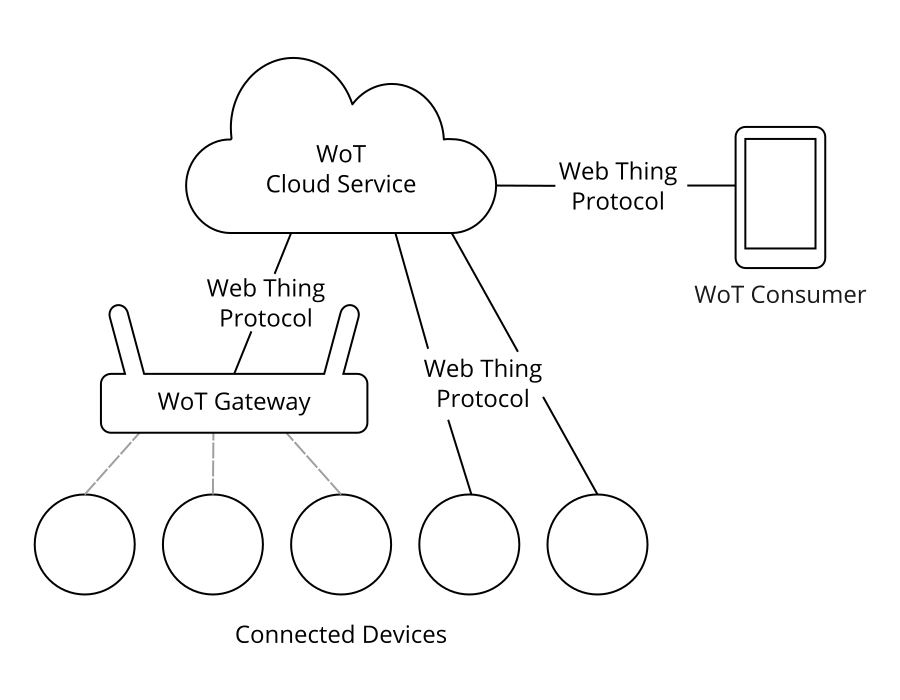 WoT
Cloud Service
Web Thing
Protocol
WoT Consumer
Web Thing
Protocol
Web Thing
Protocol
WoT Gateway
Connected Devices